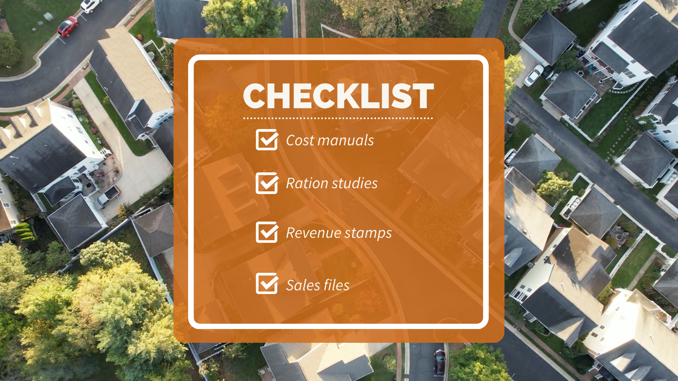 CHECKLIST
Cost manuals
Ration studies
Revenue stamps
Sales files